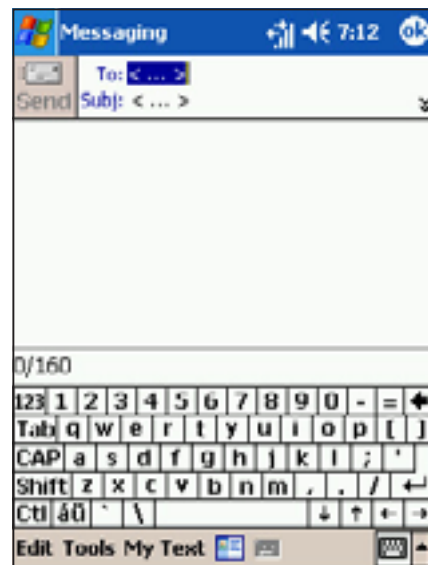 Messaging 7:12 ok
To: < ... >
Send Subj: < ... >
0/160
123 1 2 3 4 5 6 7 8 9 0 - = ←
Tab q w e r t y u i o p [ ]
CAP a s d f g h j k l ; '
Shift z x c v b n m , . / ↵
Ctl áü ` \ ↓ ↑ ← →
Edit Tools My Text